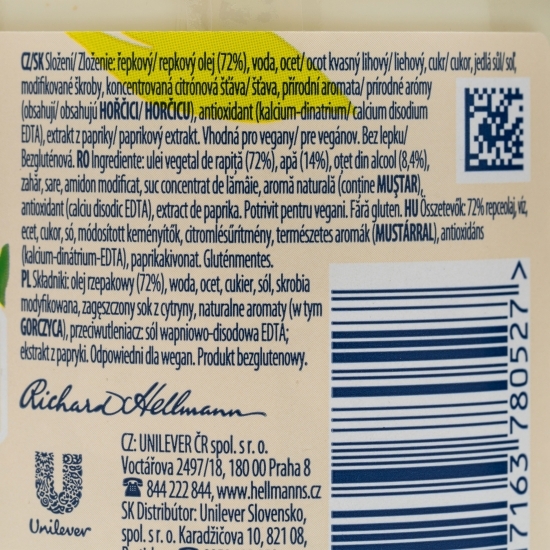 CZ/SK Složení/ Zloženie: řepkový/ repkový olej (72%), voda, ocet/ ocot kvasný lihový/ liehový, cukr/ cukor, jedlá sůl/ soľ,
modifikované škroby, koncentrovaná citrónová šťáva/ šťava, přírodní aromata/ prírodné arómy
(obsahují/ obsahujú HOŘČICI/ HORČICU), antioxidant (kalcium-dinatrium/ calcium disodium
EDTA), extrakt z papriky/ paprikový extrakt. Vhodná pro vegany/ pre vegánov. Bez lepku/
Bezgluténová. RO Ingrediente: ulei vegetal de rapiță (72%), apă (14%), oțet din alcool (8,4%),
zahăr, sare, amidon modificat, suc concentrat de lămâie, aromă naturală (conține MUȘTAR),
antioxidant (calciu disodic EDTA), extract de paprika. Potrivit pentru vegani. Fără gluten. HU Összetevők: 72% repceolaj, víz,
ecet, cukor, só, módosított keményítők, citromlésűrítmény, természetes aromák (MUSTÁRRAL), antioxidáns
(kalcium-dinátrium-EDTA), paprikakivonat. Gluténmentes.
PL Składniki: olej rzepakowy (72%), woda, ocet, cukier, sól, skrobia
modyfikowana, zagęszczony sok z cytryny, naturalne aromaty (w tym
GORCZYCA), przeciwutleniacz: sól wapniowo-disodowa EDTA;
ekstrakt z papryki. Odpowiedni dla wegan. Produkt bezglutenowy.
Richard Hellmann
Unilever
CZ: UNILEVER ČR spol. s r. o.
Voctářova 2497/18, 180 00 Praha 8
☎ 844 222 844, www.hellmanns.cz
SK Distribútor: Unilever Slovensko,
spol. s r. o. Karadžičova 10, 821 08,
7163 780527 >